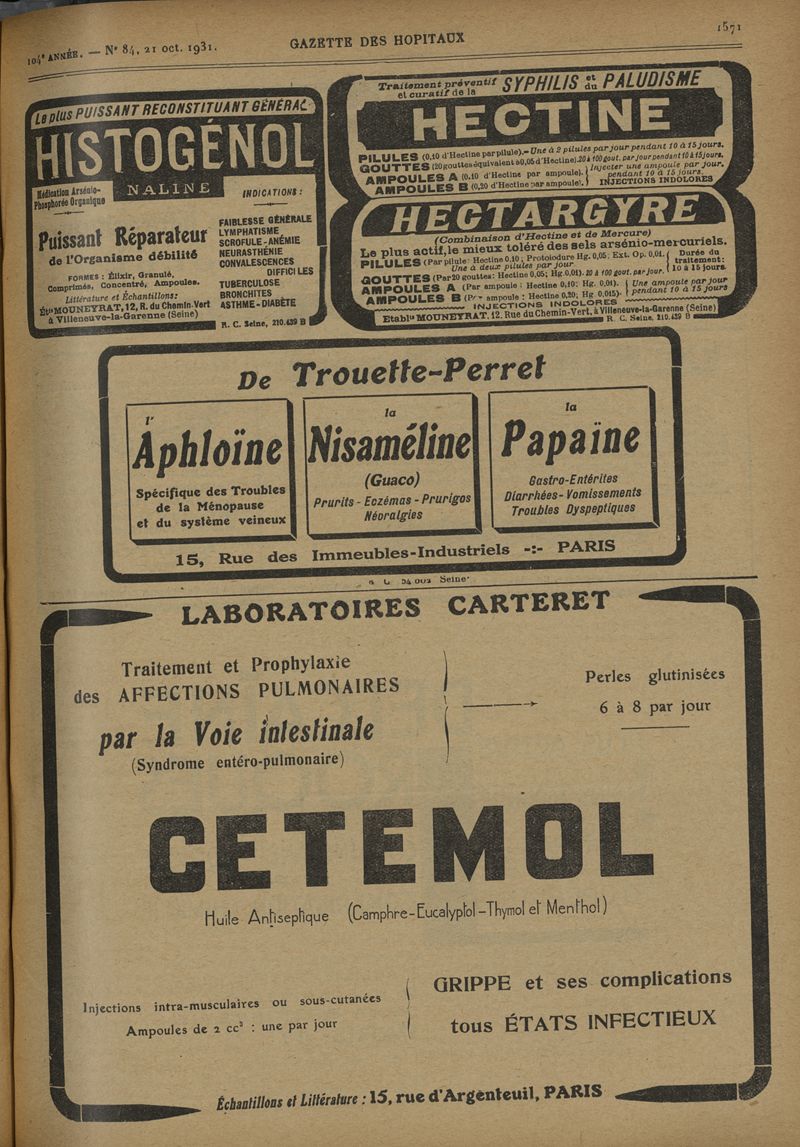 104e ANNÉE. — N° 84, 21 oct. 1931.
GAZETTE DES HOPITAUX
1571
Le plus PUISSANT RECONSTITUANT GÉNÉRAL
HISTOGÉNOL
NALINE
Médication Arsénio-
Phosphorée Organique
Puissant Réparateur
de l'Organisme débilité
FORMES : Élixir, Granulé,
Comprimés, Concentré, Ampoules.
Littérature et Échantillons:
Éts MOUNEYRAT, 12, R. du Chemin-Vert
à Villeneuve-la-Garenne (Seine)
INDICATIONS :
FAIBLESSE GÉNÉRALE
LYMPHATISME
SCROFULE - ANÉMIE
NEURASTHÉNIE
CONVALESCENCES
DIFFICILES
TUBERCULOSE
BRONCHITES
ASTHME - DIABÈTE
R. C. Seine, 210.439 B
Traitement préventif et curatif de la SYPHILIS et du PALUDISME
HECTINE
PILULES (0,10 d'Hectine par pilule). - Une à 2 pilules par jour pendant 10 à 15 jours.
GOUTTES (20 gouttes équivalent à 0,05 d'Hectine). 20 à 100 gout. par jour pendant 10 à 15 jours.
AMPOULES A (0,10 d'Hectine par ampoule). Injecter une ampoule par jour.
AMPOULES B (0,20 d'Hectine par ampoule). pendant 10 à 15 jours.
INJECTIONS INDOLORES
HECTARGYRE
(Combinaison d'Hectine et de Mercure)
Le plus actif, le mieux toléré des sels arsénio-mercuriels.
PILULES (Par pilule: Hectine 0,10; Protoiodure Hg. 0,05; Ext. Op. 0,01.
Une à deux pilules par jour
Durée du
traitement:
10 à 15 jours
GOUTTES (Par 20 gouttes: Hectine 0,05; Hg. 0,01). 20 à 100 gout. par jour.
AMPOULES A (Par ampoule: Hectine 0,10; Hg. 0,01). Une ampoule par jour
AMPOULES B (Pr ampoule: Hectine 0,20; Hg. 0,015). pendant 10 à 15 jours
INJECTIONS INDOLORES
Etablts MOUNEYRAT, 12, Rue du Chemin-Vert, à Villeneuve-la-Garenne (Seine)
R. C. Seine, 210.439 B
De Trouette-Perret
l'
Aphloïne
Spécifique des Troubles
de la Ménopause
et du système veineux
la
Nisaméline
(Guaco)
Prurits - Eczémas - Prurigos
Néoralgies
la
Papaïne
Gastro-Entérites
Diarrhées - Vomissements
Troubles Dyspeptiques
15, Rue des Immeubles-Industriels -:- PARIS
Seine
LABORATOIRES CARTERET
Traitement et Prophylaxie
des AFFECTIONS PULMONAIRES
par la Voie intestinale
(Syndrome entéro-pulmonaire)
Perles glutinisées
6 à 8 par jour
CETEMOL
Huile Antiseptique (Camphre-Eucalyptol-Thymol et Menthol)
Injections intra-musculaires ou sous-cutanées
Ampoules de 2 cc3 : une par jour
GRIPPE et ses complications
tous ÉTATS INFECTIEUX
Échantillons et Littérature : 15, rue d'Argenteuil, PARIS